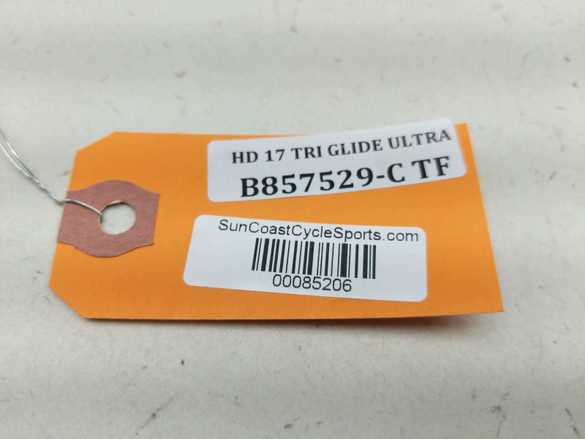 HD 17 TRI GLIDE ULTRA
B857529-C TF
SunCoastCycleSports.com
00085206